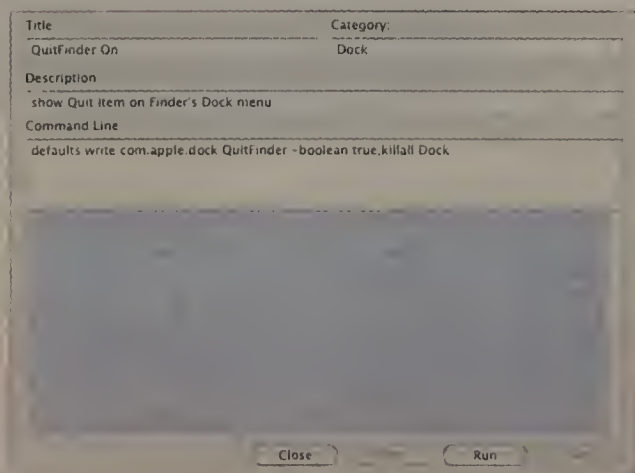 Title
Category:
QuitFinder On
Dock
Description
show Quit item on Finder's Dock menu
Command Line
defaults write com.apple.dock QuitFinder -boolean true;killall Dock
Close
Run